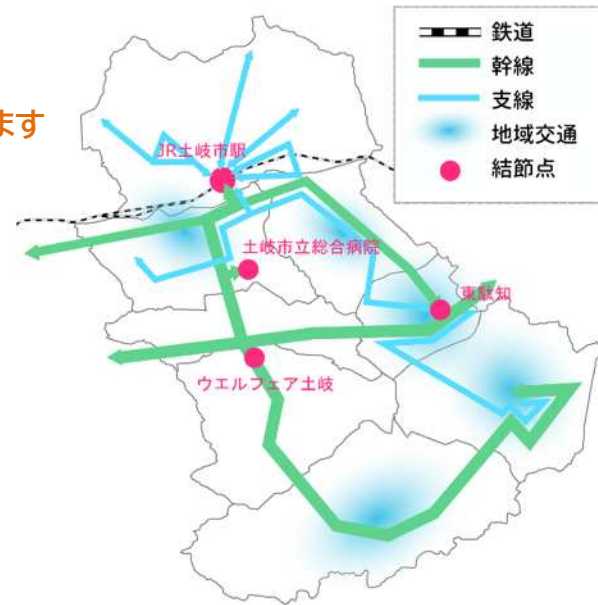 鉄道
幹線
支線
地域交通
結節点
ます
JR土岐市駅
土岐市立総合病院
東駄知
ウエルフェア土岐